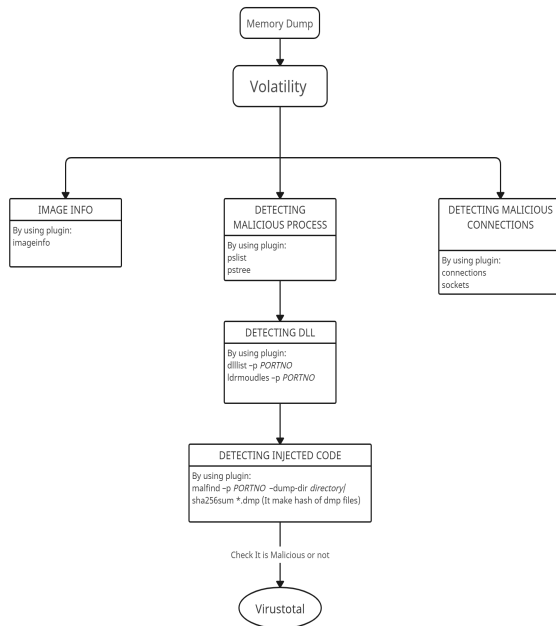 Memory Dump
Volatility
IMAGE INFO
By using plugin:
imageinfo
DETECTING
MALICIOUS PROCESS
By using plugin:
pslist
pstree
DETECTING MALICIOUS
CONNECTIONS
By using plugin:
connections
sockets
DETECTING DLL
By using plugin:
dlllist –p PORTNO
ldrmoudles –p PORTNO
DETECTING INJECTED CODE
By using plugin:
malfind –p PORTNO –dump-dir directory/
sha256sum *.dmp (It make hash of dmp files)
Check It is Malicious or not
Virustotal